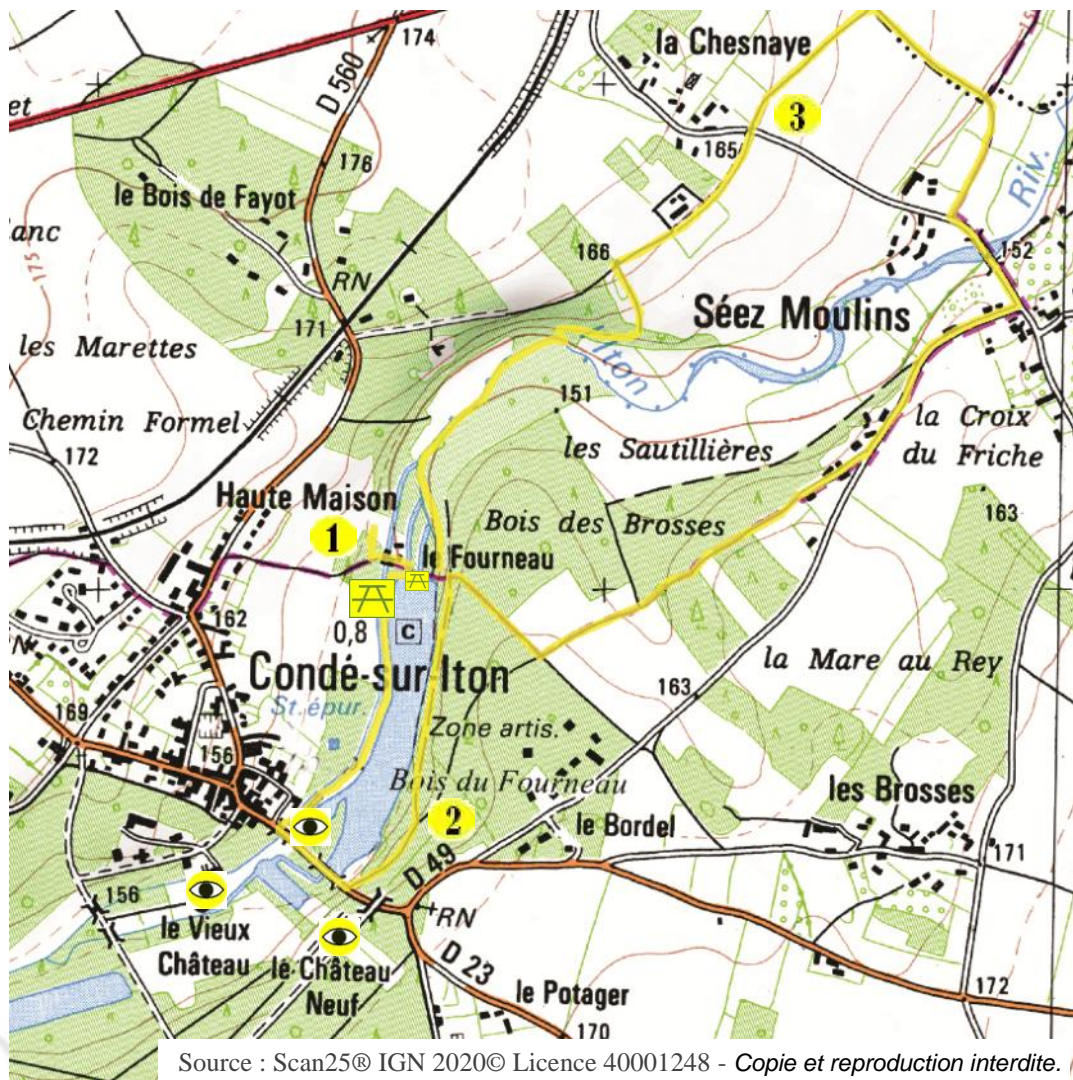 174
la Chesnaye
D 560
et
3
165
176
le Bois de Fayot
Riv.
anc
175
166
RN
152
Séez Moulins
171
les Marettes
Iton
151
la Croix
du Friche
Chemin Formel
les Sautillières
172
Haute Maison
163
Bois des Brosses
1
le Fourneau
0,8
C
162
la Mare au Rey
Condé-sur-Iton
163
St. épur.
169
Zone artis.
156
Bois du Fourneau
les Brosses
2
le Bordel
D 49
171
156
RN
le Vieux
Château
le Château
Neuf
D 23
le Potager
172
170
Source : Scan25® IGN 2020© Licence 40001248 - Copie et reproduction interdite.